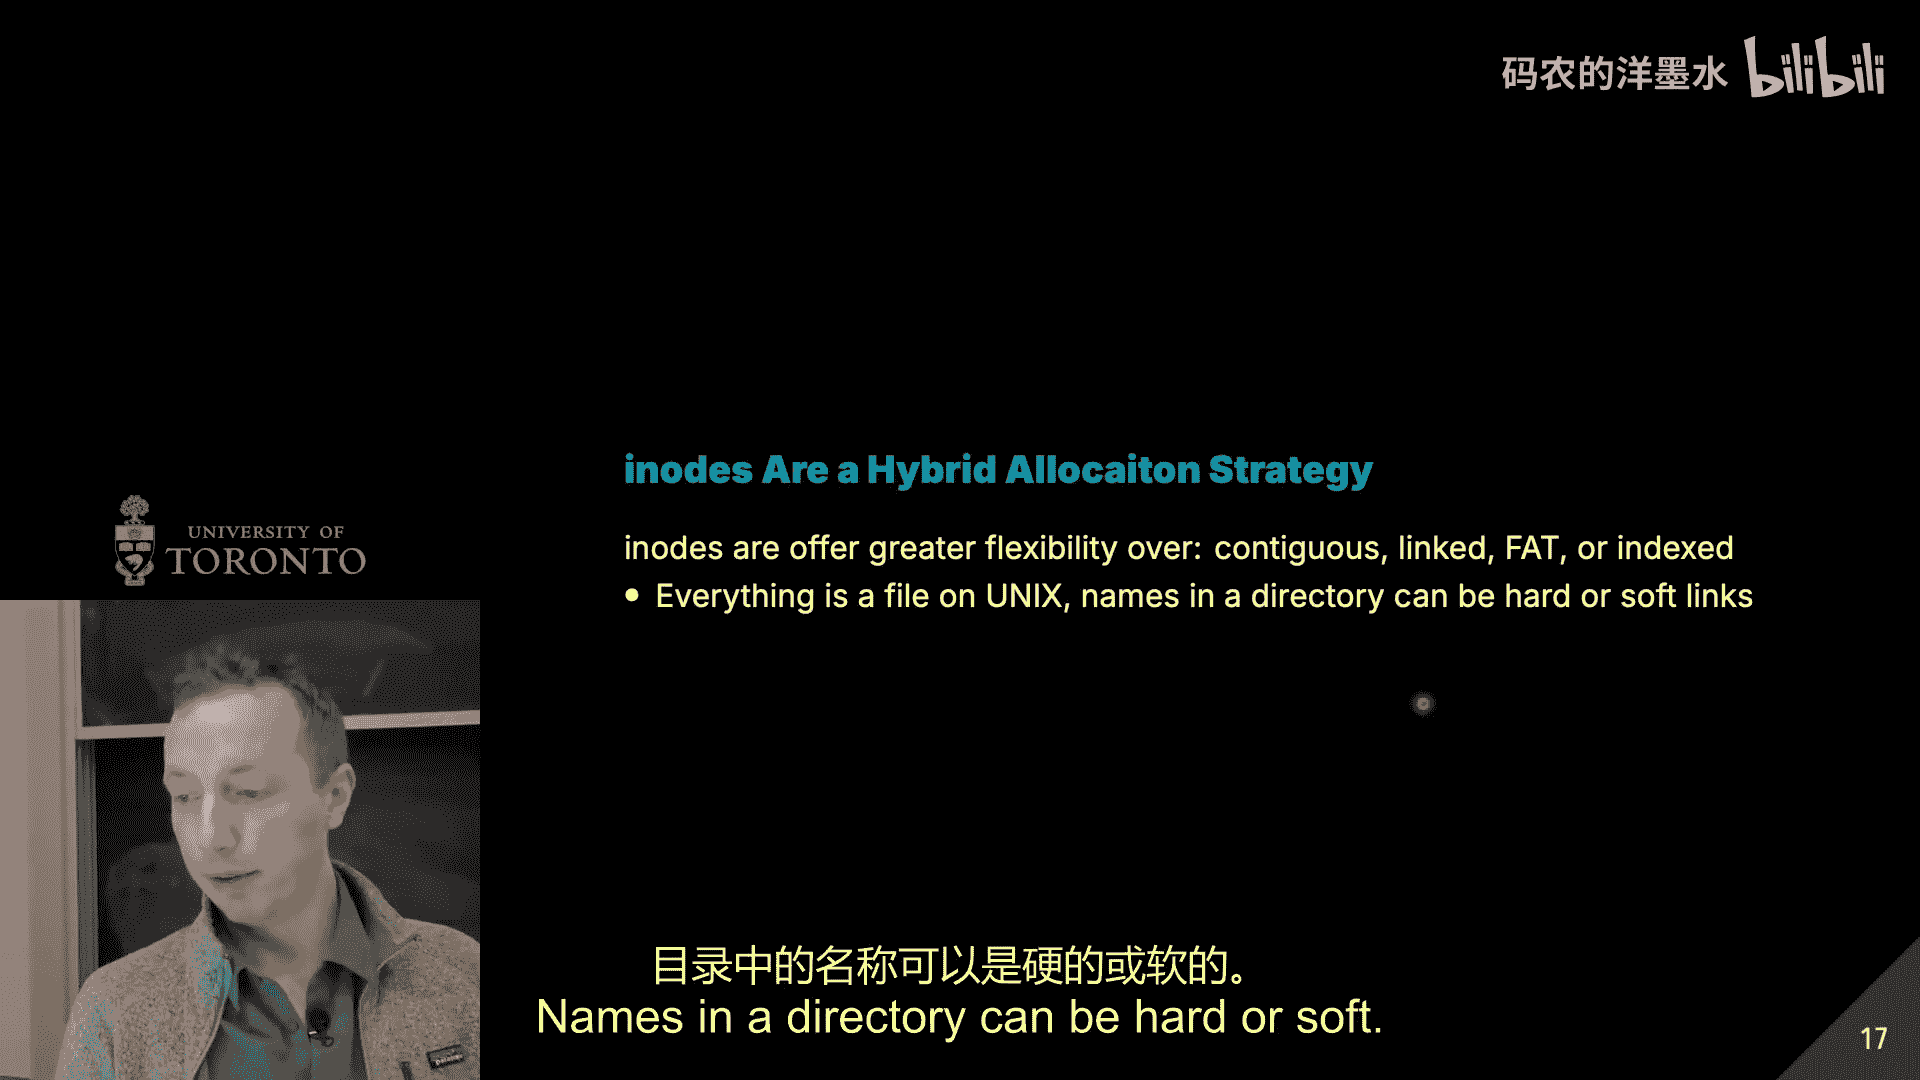 码农的洋墨水 bilibili
inodes Are a Hybrid Allocaiton Strategy
UNIVERSITY OF
TORONTO
inodes are offer greater flexibility over: contiguous, linked, FAT, or indexed
• Everything is a file on UNIX, names in a directory can be hard or soft links
目录中的名称可以是硬的或软的。
Names in a directory can be hard or soft.
17